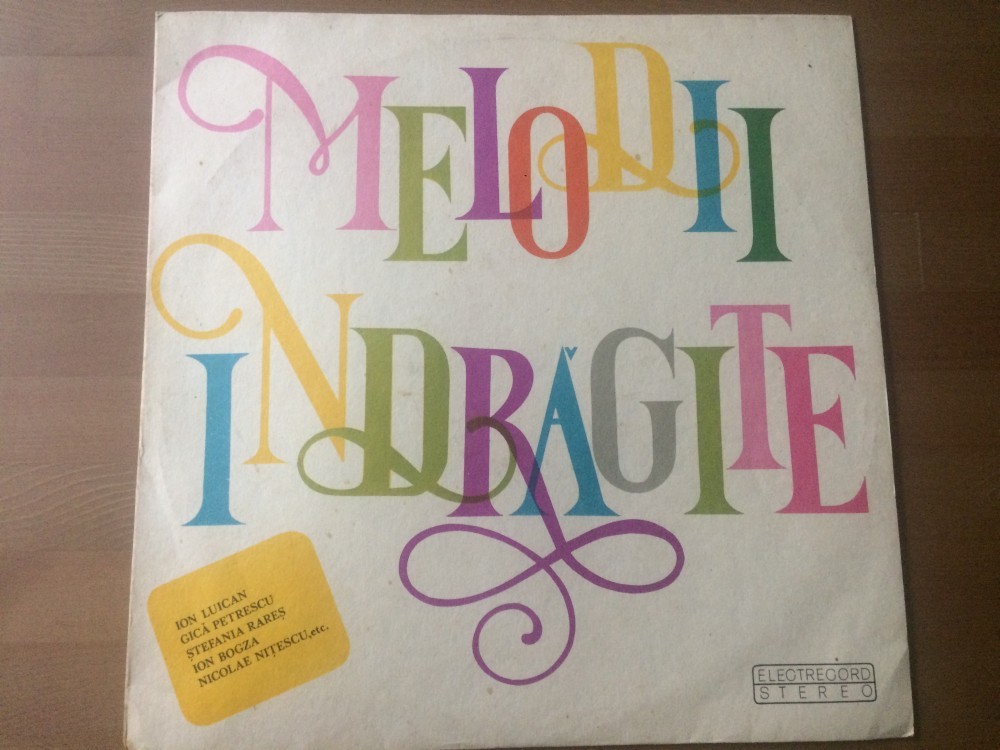 MELODII
INDRĂGITE
ION LUICAN
GICĂ PETRESCU
ȘTEFANIA RAREȘ
ION BOGZA
NICOLAE NIȚESCU,etc.
ELECTRECORD
STEREO